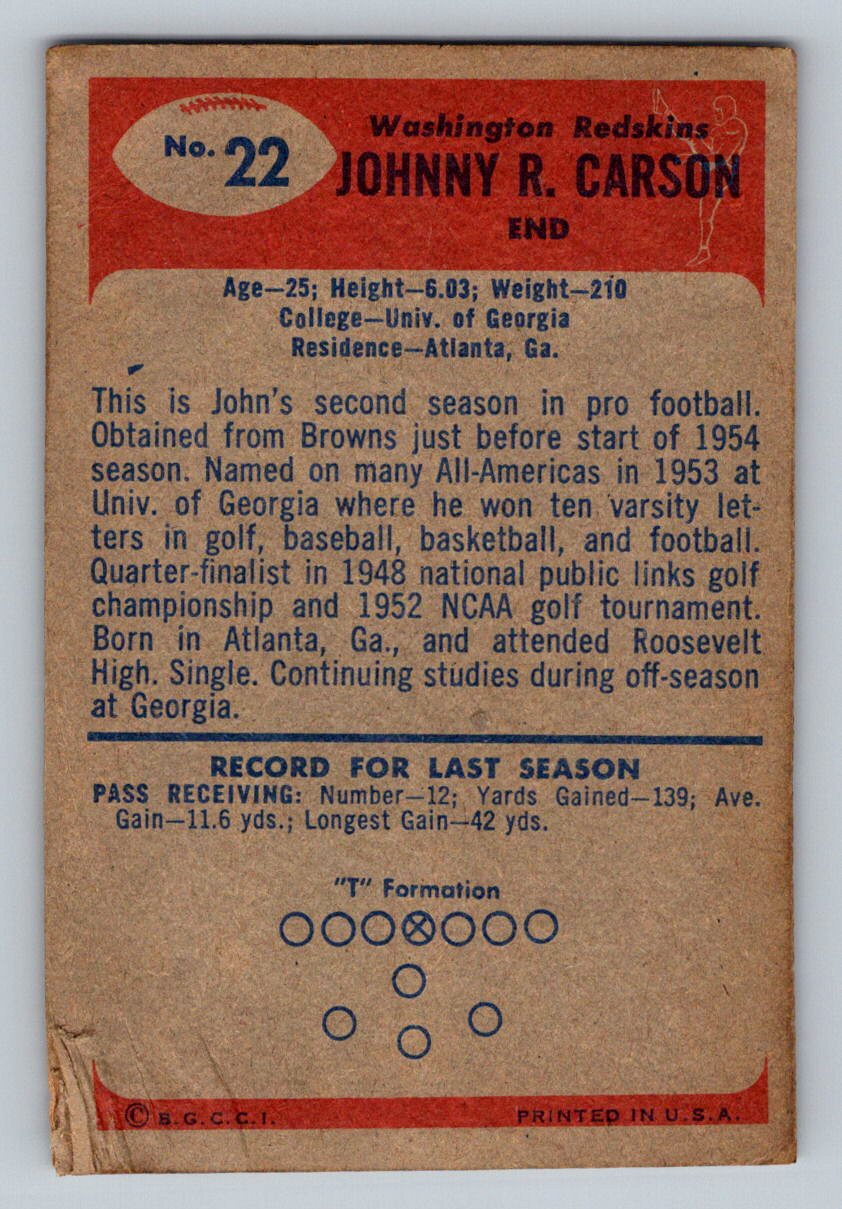 No. 22
Washington Redskins
JOHNNY R. CARSON
END
Age—25; Height—6.03; Weight—210
College—Univ. of Georgia
Residence—Atlanta, Ga.
This is John's second season in pro football.
Obtained from Browns just before start of 1954
season. Named on many All-Americas in 1953 at
Univ. of Georgia where he won ten varsity let-
ters in golf, baseball, basketball, and football.
Quarter-finalist in 1948 national public links golf
championship and 1952 NCAA golf tournament.
Born in Atlanta, Ga., and attended Roosevelt
High. Single. Continuing studies during off-season
at Georgia.
RECORD FOR LAST SEASON
PASS RECEIVING: Number—12; Yards Gained—139; Ave.
Gain—11.6 yds.; Longest Gain—42 yds.
"T" Formation
© B.G.C.C.I. PRINTED IN U.S.A.